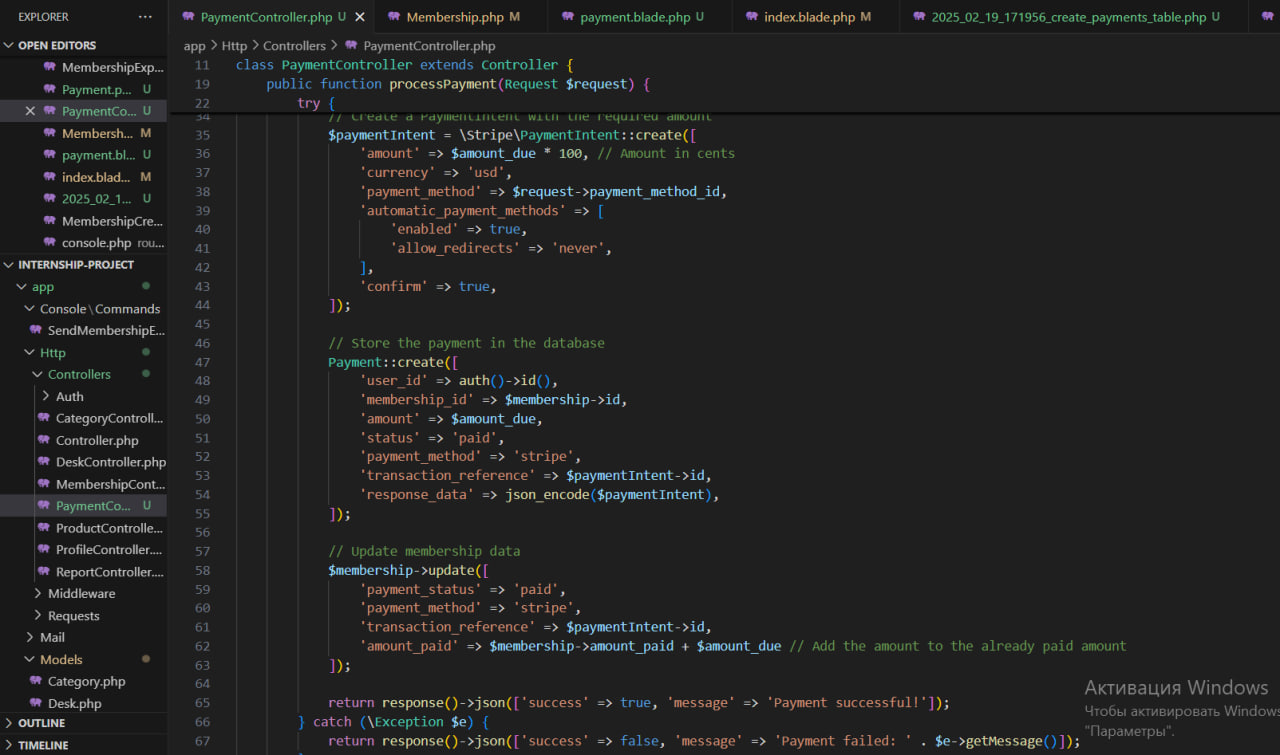 EXPLORER
···
PaymentController.php U
Membership.php M
payment.blade.php U
index.blade.php M
2025_02_19_171956_create_payments_table.php U
OPEN EDITORS
MembershipExp...
Payment.p... U
PaymentCo... U
Membersh... M
payment.bl... U
index.blad... M
2025_02_1... U
MembershipCre...
console.php rou...
INTERNSHIP-PROJECT
app
Console\Commands
SendMembershipE...
Http
Controllers
Auth
CategoryControll...
Controller.php
DeskController.php
MembershipCont...
PaymentCo... U
ProductControlle...
ProfileController....
ReportController....
Middleware
Requests
Mail
Models
Category.php
Desk.php
OUTLINE
TIMELINE
app > Http > Controllers > PaymentController.php
11 class PaymentController extends Controller {
19 public function processPayment(Request $request) {
22 try {
34 // Create a PaymentIntent with the required amount
35 $paymentIntent = \Stripe\PaymentIntent::create([
36 'amount' => $amount_due * 100, // Amount in cents
37 'currency' => 'usd',
38 'payment_method' => $request->payment_method_id,
39 'automatic_payment_methods' => [
40 'enabled' => true,
41 'allow_redirects' => 'never',
42 ],
43 'confirm' => true,
44 ]);
45
46 // Store the payment in the database
47 Payment::create([
48 'user_id' => auth()->id(),
49 'membership_id' => $membership->id,
50 'amount' => $amount_due,
51 'status' => 'paid',
52 'payment_method' => 'stripe',
53 'transaction_reference' => $paymentIntent->id,
54 'response_data' => json_encode($paymentIntent),
55 ]);
56
57 // Update membership data
58 $membership->update([
59 'payment_status' => 'paid',
60 'payment_method' => 'stripe',
61 'transaction_reference' => $paymentIntent->id,
62 'amount_paid' => $membership->amount_paid + $amount_due // Add the amount to the already paid amount
63 ]);
64
65 return response()->json(['success' => true, 'message' => 'Payment successful!']);
66 } catch (\Exception $e) {
67 return response()->json(['success' => false, 'message' => 'Payment failed: ' . $e->getMessage()]);
Активация Windows
Чтобы активировать Windows
"Параметры".